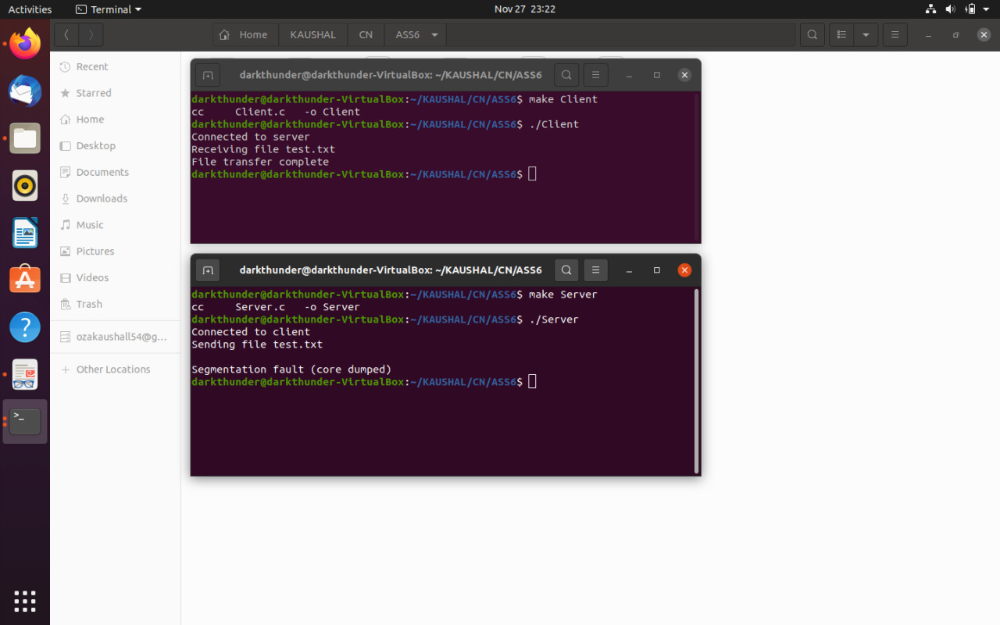 Activities
Terminal
Nov 27 23:22
Home
KAUSHAL
CN
ASS6
Recent
Starred
Home
Desktop
Documents
Downloads
Music
Pictures
Videos
Trash
ozakaushall54@g...
Other Locations
darkthunder@darkthunder-VirtualBox: ~/KAUSHAL/CN/ASS6
darkthunder@darkthunder-VirtualBox:~/KAUSHAL/CN/ASS6$ make Client
cc     Client.c   -o Client
darkthunder@darkthunder-VirtualBox:~/KAUSHAL/CN/ASS6$ ./Client
Connected to server
Receiving file test.txt
File transfer complete
darkthunder@darkthunder-VirtualBox:~/KAUSHAL/CN/ASS6$
darkthunder@darkthunder-VirtualBox: ~/KAUSHAL/CN/ASS6
darkthunder@darkthunder-VirtualBox:~/KAUSHAL/CN/ASS6$ make Server
cc     Server.c   -o Server
darkthunder@darkthunder-VirtualBox:~/KAUSHAL/CN/ASS6$ ./Server
Connected to client
Sending file test.txt
Segmentation fault (core dumped)
darkthunder@darkthunder-VirtualBox:~/KAUSHAL/CN/ASS6$